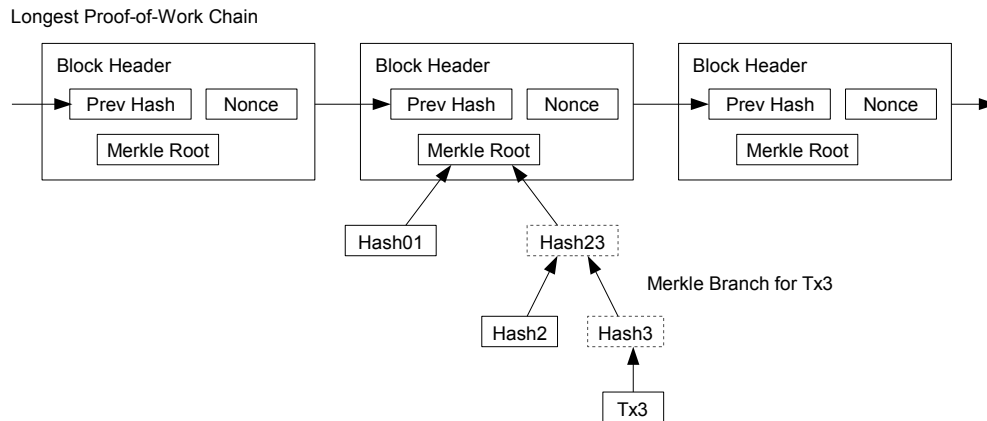 Longest Proof-of-Work Chain
Block Header
Prev Hash
Nonce
Merkle Root
Block Header
Prev Hash
Nonce
Merkle Root
Block Header
Prev Hash
Nonce
Merkle Root
Hash01
Hash23
Merkle Branch for Tx3
Hash2
Hash3
Tx3